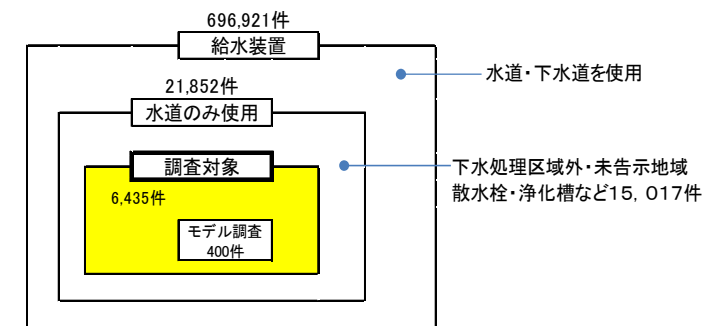 696,921件
給水装置
水道・下水道を使用
21,852件
水道のみ使用
調査対象
下水処理区域外・未告示地域
散水栓・浄化槽など15，017件
6,435件
モデル調査
400件